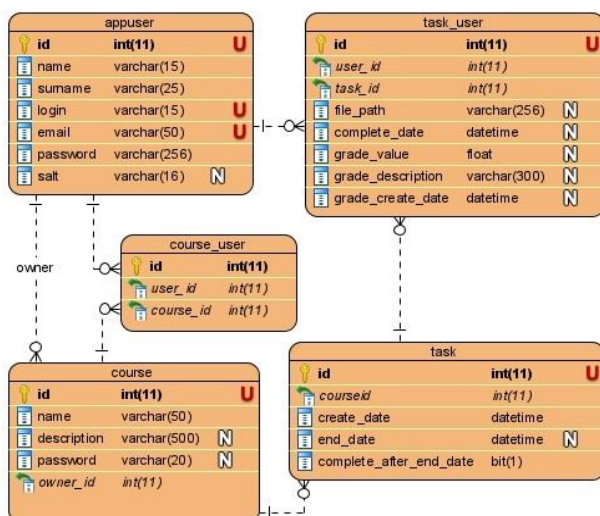 appuser
id int(11) U
name varchar(15)
surname varchar(25)
login varchar(15) U
email varchar(50) U
password varchar(256)
salt varchar(16) N
task_user
id int(11) U
user_id int(11)
task_id int(11)
file_path varchar(256) N
complete_date datetime N
grade_value float N
grade_description varchar(300) N
grade_create_date datetime N
course_user
id int(11)
user_id int(11)
course_id int(11)
owner
course
id int(11) U
name varchar(50)
description varchar(500) N
password varchar(20) N
owner_id int(11)
task
id int(11) U
courseid int(11)
create_date datetime
end_date datetime N
complete_after_end_date bit(1)